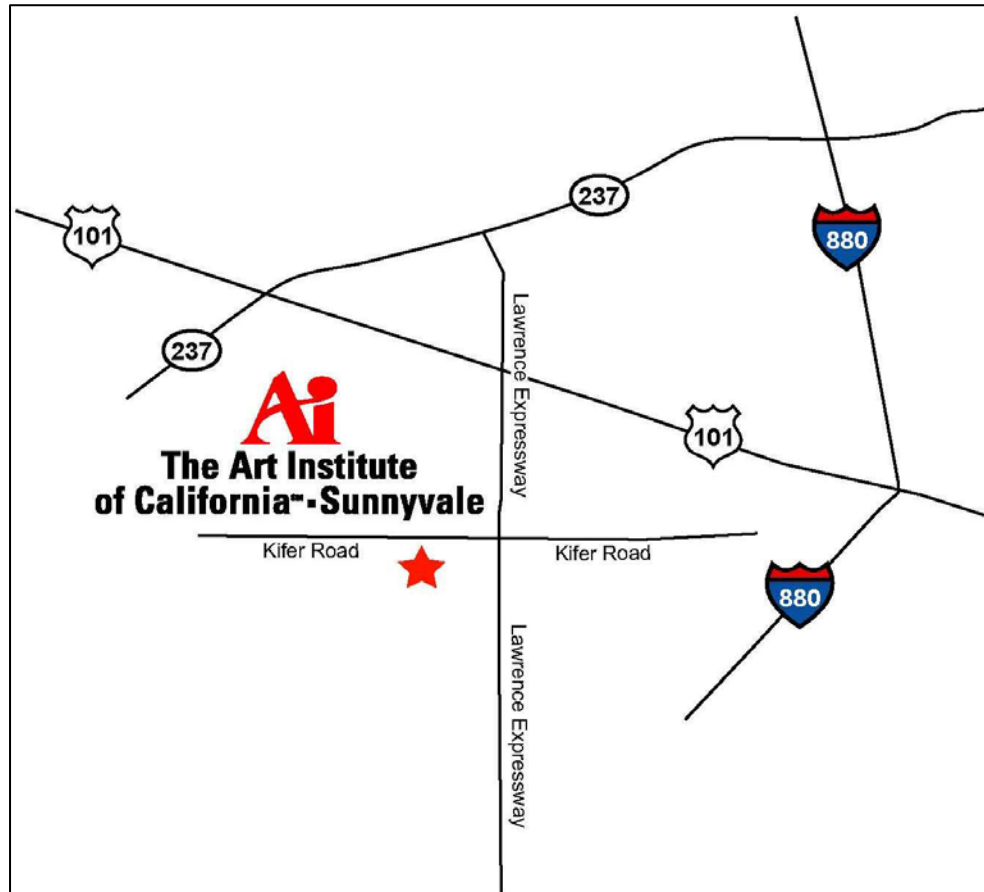 237
101
880
Lawrence Expressway
237
Ai
The Art Institute
of California℠-Sunnyvale
101
Kifer Road
Kifer Road
880
Lawrence Expressway